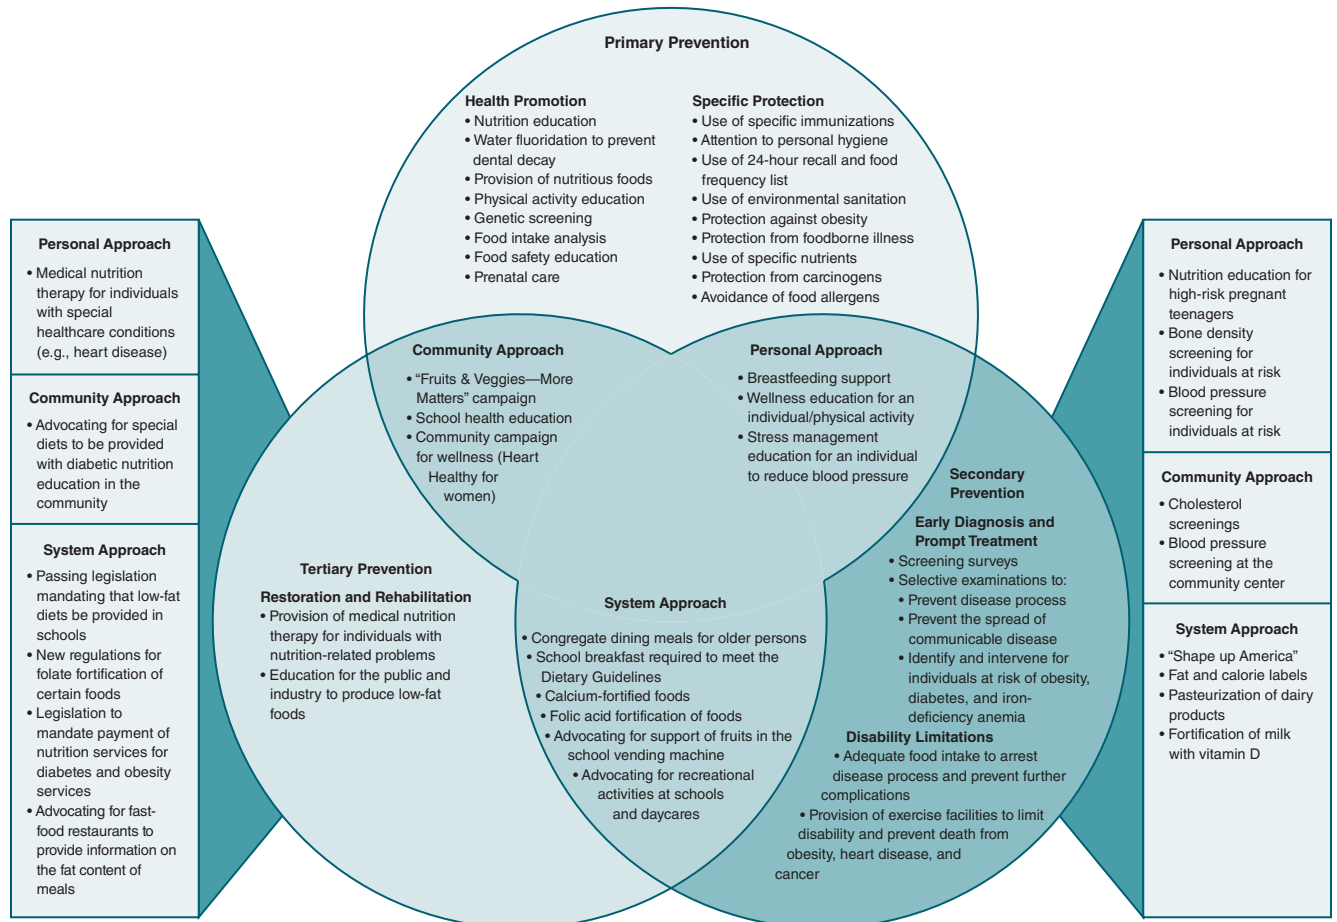 Primary Prevention
Health Promotion
• Nutrition education
• Water fluoridation to prevent
dental decay
• Provision of nutritious foods
• Physical activity education
• Genetic screening
• Food intake analysis
• Food safety education
• Prenatal care
Specific Protection
• Use of specific immunizations
• Attention to personal hygiene
• Use of 24-hour recall and food
frequency list
• Use of environmental sanitation
• Protection against obesity
• Protection from foodborne illness
• Use of specific nutrients
• Protection from carcinogens
• Avoidance of food allergens
Personal Approach
• Medical nutrition
therapy for individuals
with special
healthcare conditions
(e.g., heart disease)
Community Approach
• Advocating for special
diets to be provided
with diabetic nutrition
education in the
community
System Approach
• Passing legislation
mandating that low-fat
diets be provided in
schools
• New regulations for
folate fortification of
certain foods
• Legislation to
mandate payment of
nutrition services for
diabetes and obesity
services
• Advocating for fast-
food restaurants to
provide information on
the fat content of
meals
Community Approach
• “Fruits & Veggies—More
Matters” campaign
• School health education
• Community campaign
for wellness (Heart
Healthy for
women)
Personal Approach
• Breastfeeding support
• Wellness education for an
individual/physical activity
• Stress management
education for an individual
to reduce blood pressure
Tertiary Prevention
Restoration and Rehabilitation
• Provision of medical nutrition
therapy for individuals with
nutrition-related problems
• Education for the public and
industry to produce low-fat
foods
System Approach
• Congregate dining meals for older persons
• School breakfast required to meet the
Dietary Guidelines
• Calcium-fortified foods
• Folic acid fortification of foods
• Advocating for support of fruits in the
school vending machine
• Advocating for recreational
activities at schools
and daycares
Secondary
Prevention
Early Diagnosis and
Prompt Treatment
• Screening surveys
• Selective examinations to:
• Prevent disease process
• Prevent the spread of
communicable disease
• Identify and intervene for
individuals at risk of obesity,
diabetes, and iron-
deficiency anemia
Disability Limitations
• Adequate food intake to arrest
disease process and prevent further
complications
• Provision of exercise facilities to limit
disability and prevent death from
obesity, heart disease, and
cancer
Personal Approach
• Nutrition education for
high-risk pregnant
teenagers
• Bone density
screening for
individuals at risk
• Blood pressure
screening for
individuals at risk
Community Approach
• Cholesterol
screenings
• Blood pressure
screening at the
community center
System Approach
• “Shape up America”
• Fat and calorie labels
• Pasteurization of dairy
products
• Fortification of milk
with vitamin D